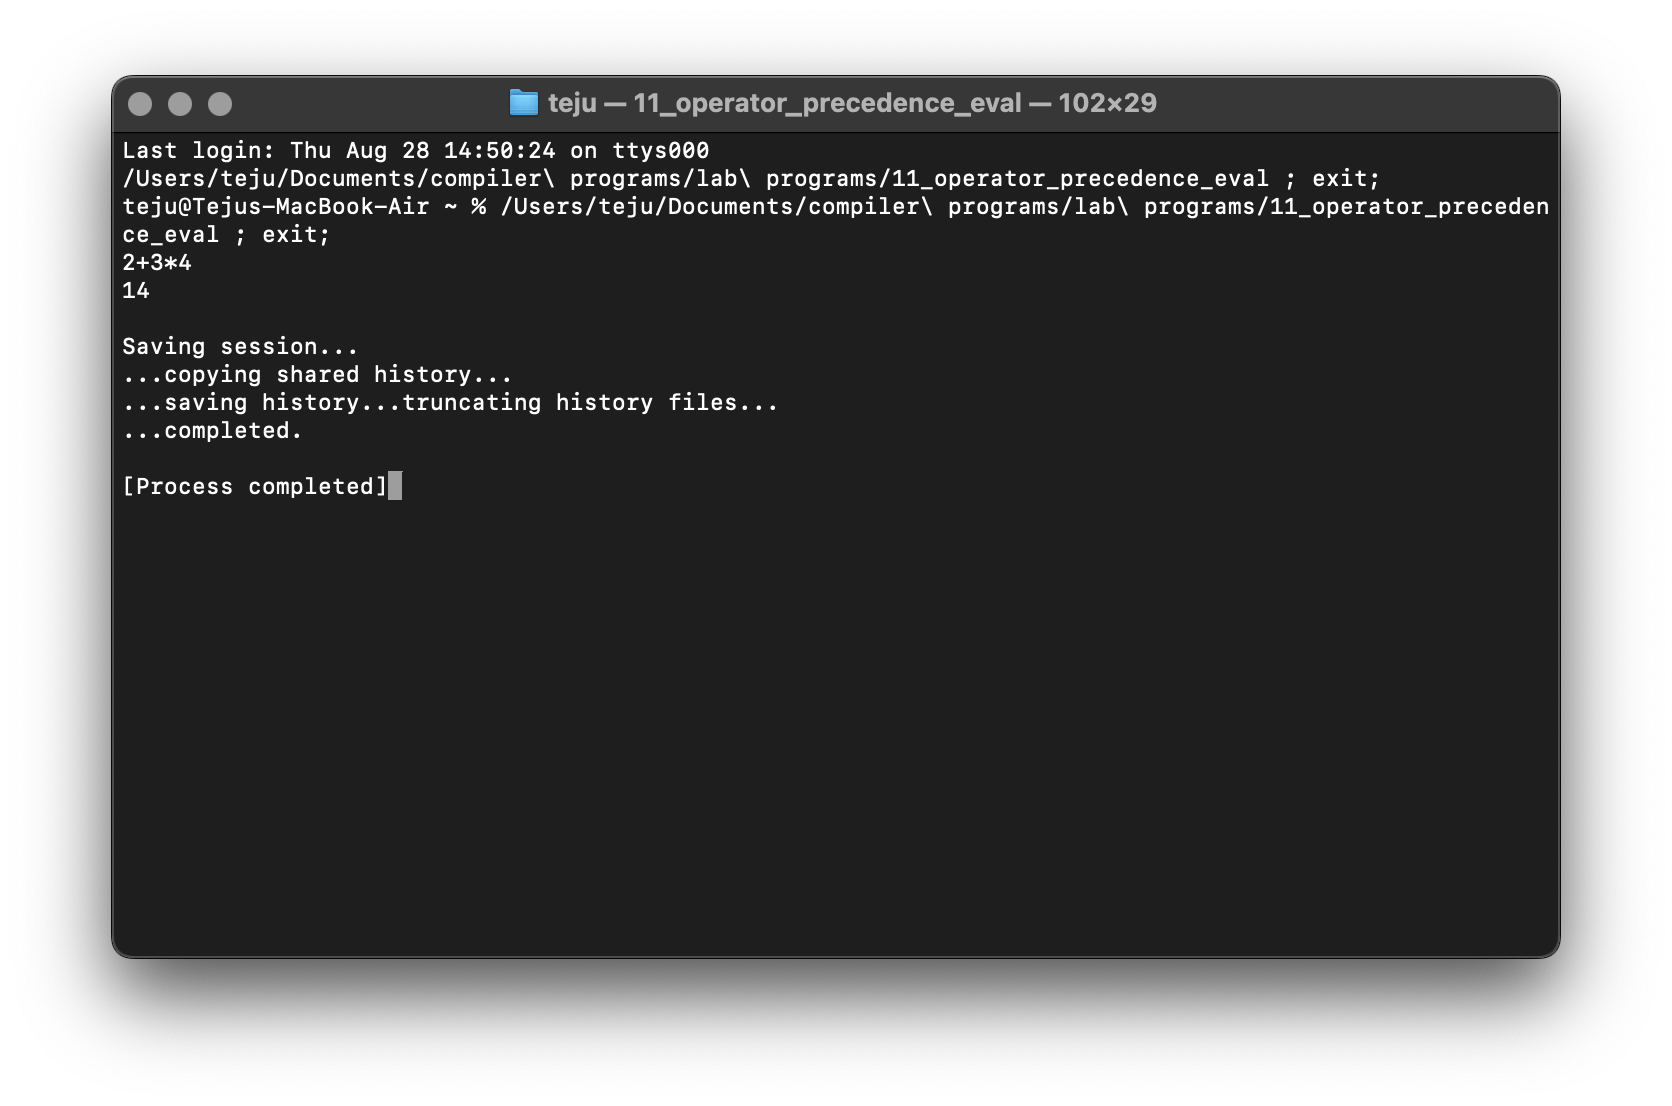 teju — 11_operator_precedence_eval — 102×29
Last login: Thu Aug 28 14:50:24 on ttys000
/Users/teju/Documents/compiler\ programs/lab\ programs/11_operator_precedence_eval ; exit;
teju@Tejus-MacBook-Air ~ % /Users/teju/Documents/compiler\ programs/lab\ programs/11_operator_preceden
ce_eval ; exit;
2+3*4
14
Saving session...
...copying shared history...
...saving history...truncating history files...
...completed.
[Process completed]